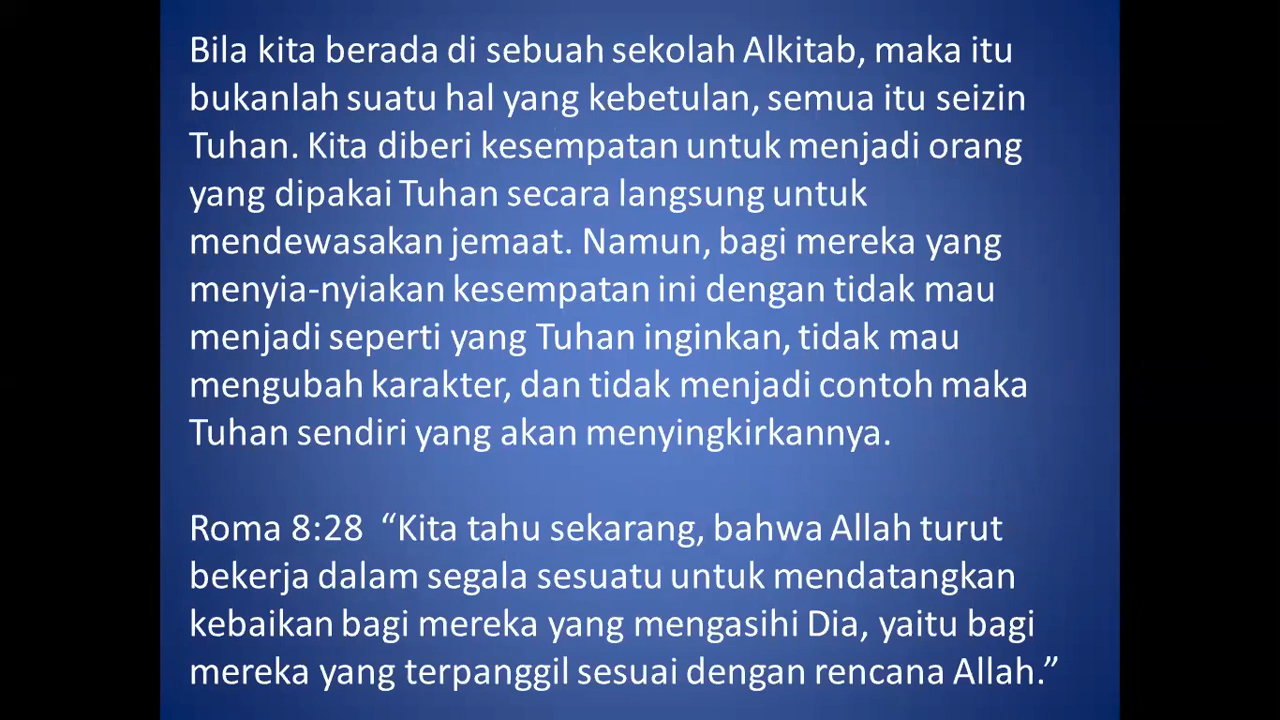 Bila kita berada di sebuah sekolah Alkitab, maka itu
bukanlah suatu hal yang kebetulan, semua itu seizin
Tuhan. Kita diberi kesempatan untuk menjadi orang
yang dipakai Tuhan secara langsung untuk
mendewasakan jemaat. Namun, bagi mereka yang
menyia-nyiakan kesempatan ini dengan tidak mau
menjadi seperti yang Tuhan inginkan, tidak mau
mengubah karakter, dan tidak menjadi contoh maka
Tuhan sendiri yang akan menyingkirkannya.
Roma 8:28 “Kita tahu sekarang, bahwa Allah turut
bekerja dalam segala sesuatu untuk mendatangkan
kebaikan bagi mereka yang mengasihi Dia, yaitu bagi
mereka yang terpanggil sesuai dengan rencana Allah.”